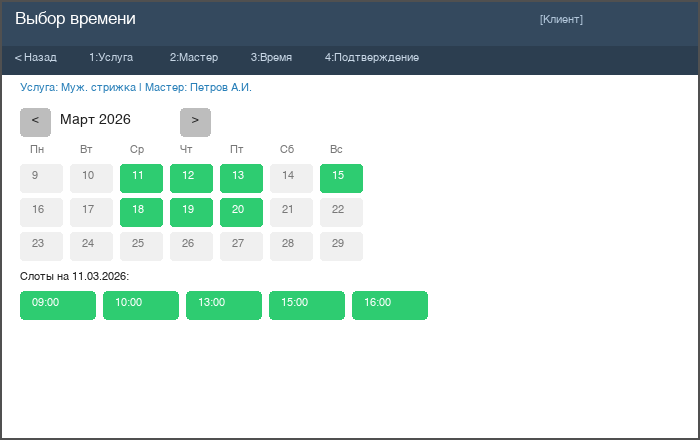 Выбор времени [Клиент]
< Назад 1:Услуга 2:Мастер 3:Время 4:Подтверждение
Услуга: Муж. стрижка | Мастер: Петров А.И.
< Март 2026 >
Пн Вт Ср Чт Пт Сб Вс
9 10 11 12 13 14 15
16 17 18 19 20 21 22
23 24 25 26 27 28 29
Слоты на 11.03.2026:
09:00 10:00 13:00 15:00 16:00